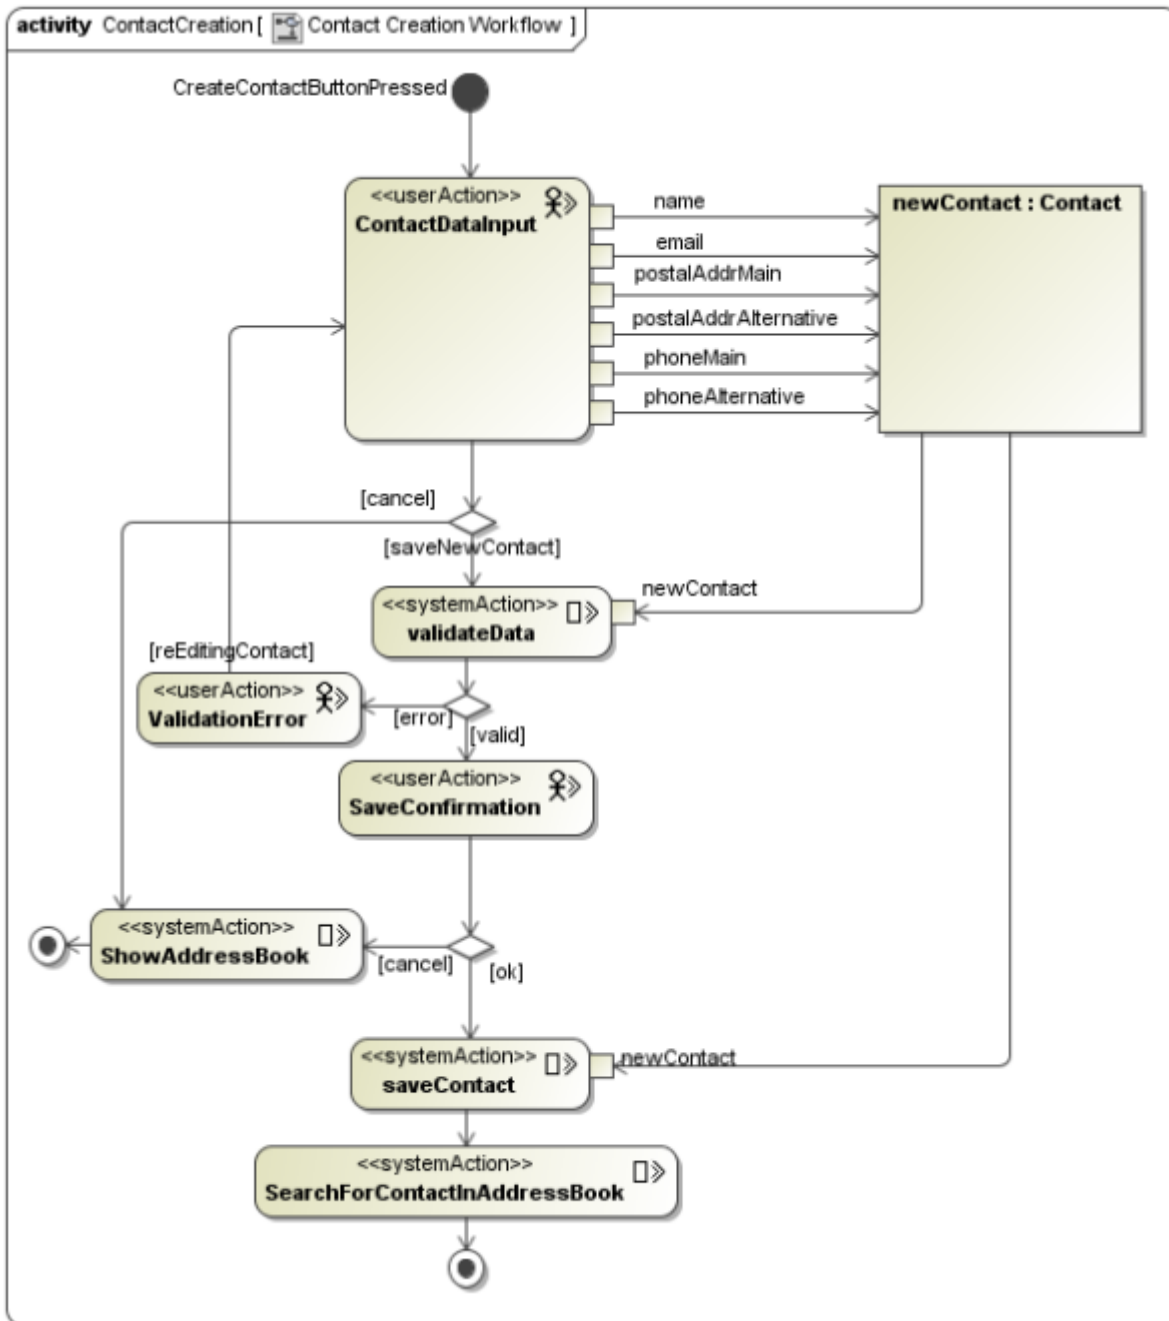 activity ContactCreation [ Contact Creation Workflow ]
CreateContactButtonPressed
<<userAction>>
ContactDataInput
name
email
postalAddrMain
postalAddrAlternative
phoneMain
phoneAlternative
newContact : Contact
[cancel]
[saveNewContact]
<<systemAction>>
validateData
newContact
[reEditingContact]
<<userAction>>
ValidationError
[error]
[valid]
<<userAction>>
SaveConfirmation
<<systemAction>>
ShowAddressBook
[cancel]
[ok]
<<systemAction>>
saveContact
newContact
<<systemAction>>
SearchForContactInAddressBook